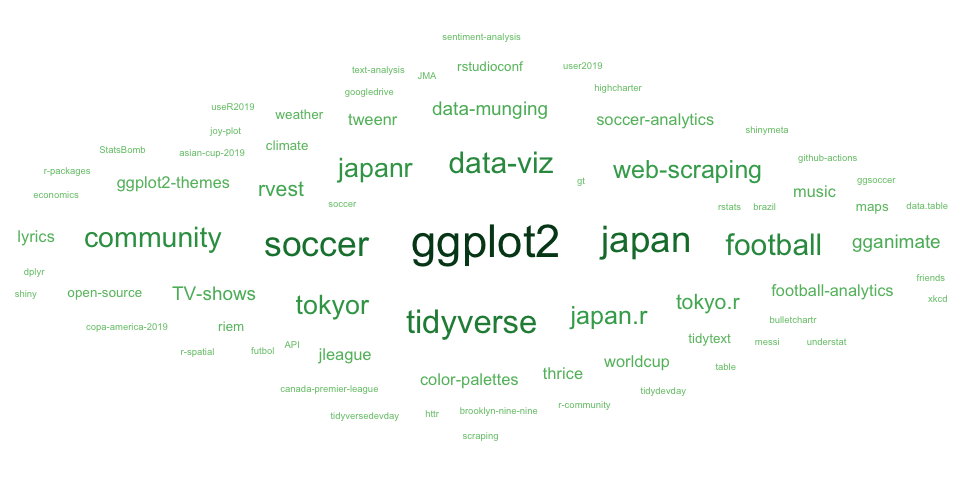 sentiment-analysis
text-analysis
JMA
rstudioconf
user2019
googledrive
highcharter
useR2019
weather
tweenr
data-munging
soccer-analytics
joy-plot
climate
shinymeta
StatsBomb
asian-cup-2019
japanr
data-viz
web-scraping
github-actions
r-packages
ggplot2-themes
rvest
gt
music
ggsoccer
economics
soccer
rstats
brazil
maps
data.table
lyrics
community
soccer
ggplot2
japan
football
gganimate
dplyr
shiny
open-source
TV-shows
tokyor
tidyverse
japan.r
tokyo.r
football-analytics
friends
xkcd
copa-america-2019
riem
bulletchartr
r-spatial
futbol
API
jleague
tidytext
messi
understat
color-palettes
thrice
worldcup
table
canada-premier-league
tidydevday
tidyversedevday
httr
brooklyn-nine-nine
r-community
scraping